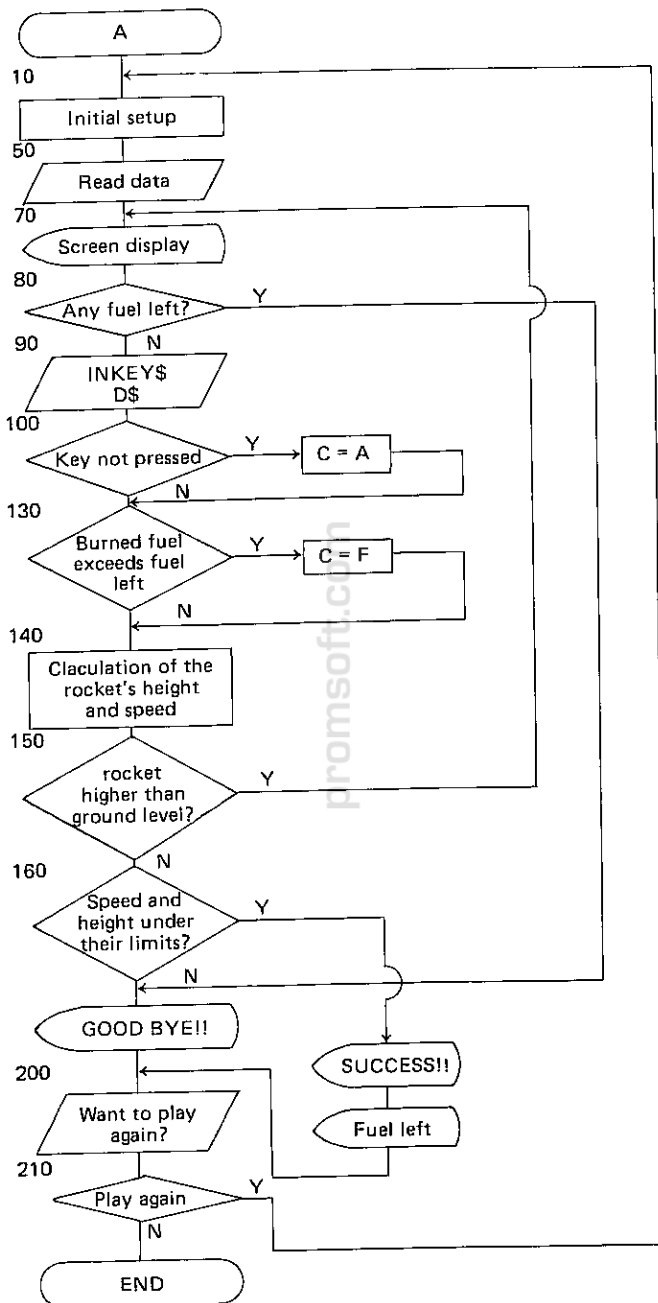 A
10
Initial setup
50
Read data
70
Screen display
80
Any fuel left?
Y
90
N
INKEY$
D$
100
Key not pressed
Y
C = A
N
130
Burned fuel
exceeds fuel
left
Y
C = F
N
140
Claculation of the
rocket's height
and speed
150
rocket
higher than
ground level?
Y
N
160
Speed and
height under
their limits?
Y
N
GOOD BYE!!
SUCCESS!!
200
Want to play
again?
Fuel left
210
Play again
Y
N
END
promsoft.com